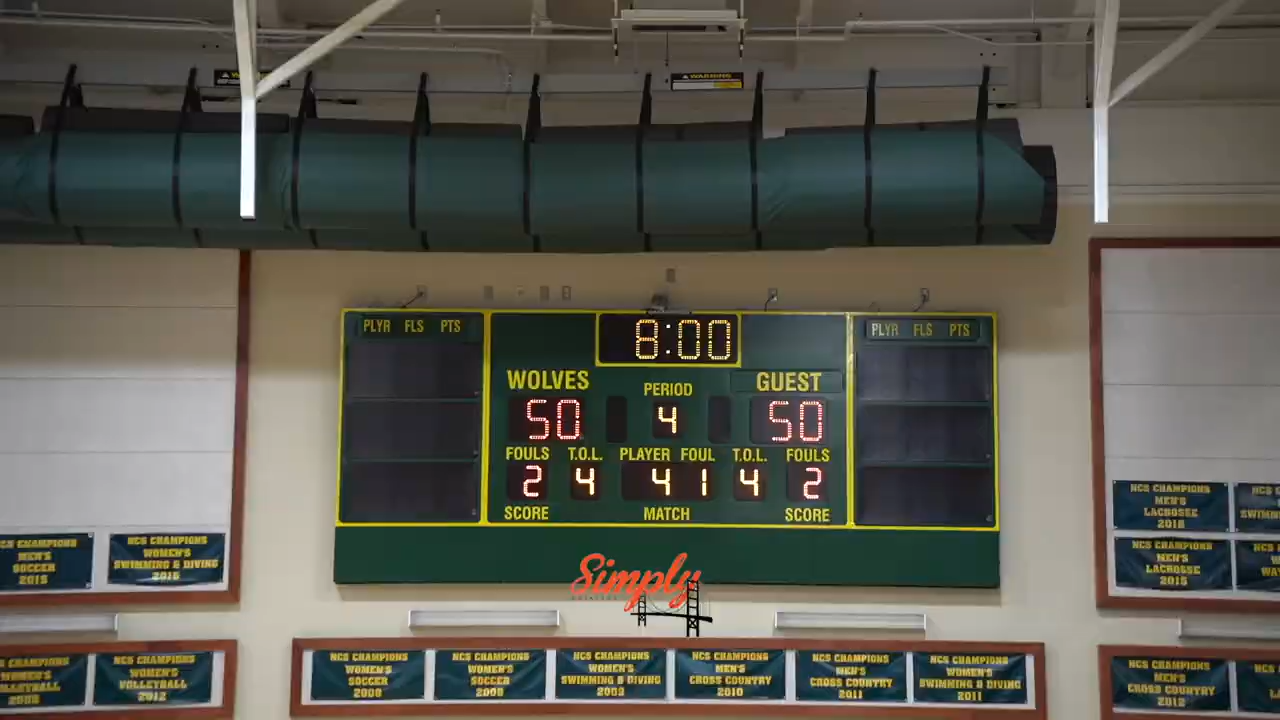 WARNING
PLYR FLS PTS
8:00
PLYR FLS PTS
WOLVES
PERIOD
GUEST
50
4
50
FOULS T.O.L. PLAYER FOUL T.O.L. FOULS
2 4 41 4 2
SCORE MATCH SCORE
NCS CHAMPIONS
MEN'S
LACROSSE
2016
NCS CHAMPIONS
MEN'S
SOCCER
2015
NCS CHAMPIONS
WOMEN'S
SWIMMING & DIVING
2015
NCS CHAMPIONS
MEN'S
LACROSSE
2015
Simply
NCS CHAMPIONS
WOMEN'S
VOLLEYBALL
2012
NCS CHAMPIONS
WOMEN'S
SOCCER
2008
NCS CHAMPIONS
WOMEN'S
SOCCER
2009
NCS CHAMPIONS
WOMEN'S
SWIMMING & DIVING
NCS CHAMPIONS
MEN'S
CROSS COUNTRY
2010
NCS CHAMPIONS
MEN'S
CROSS COUNTRY
2011
NCS CHAMPIONS
WOMEN'S
SWIMMING & DIVING
2011
NCS CHAMPIONS
MEN'S
CROSS COUNTRY
2012